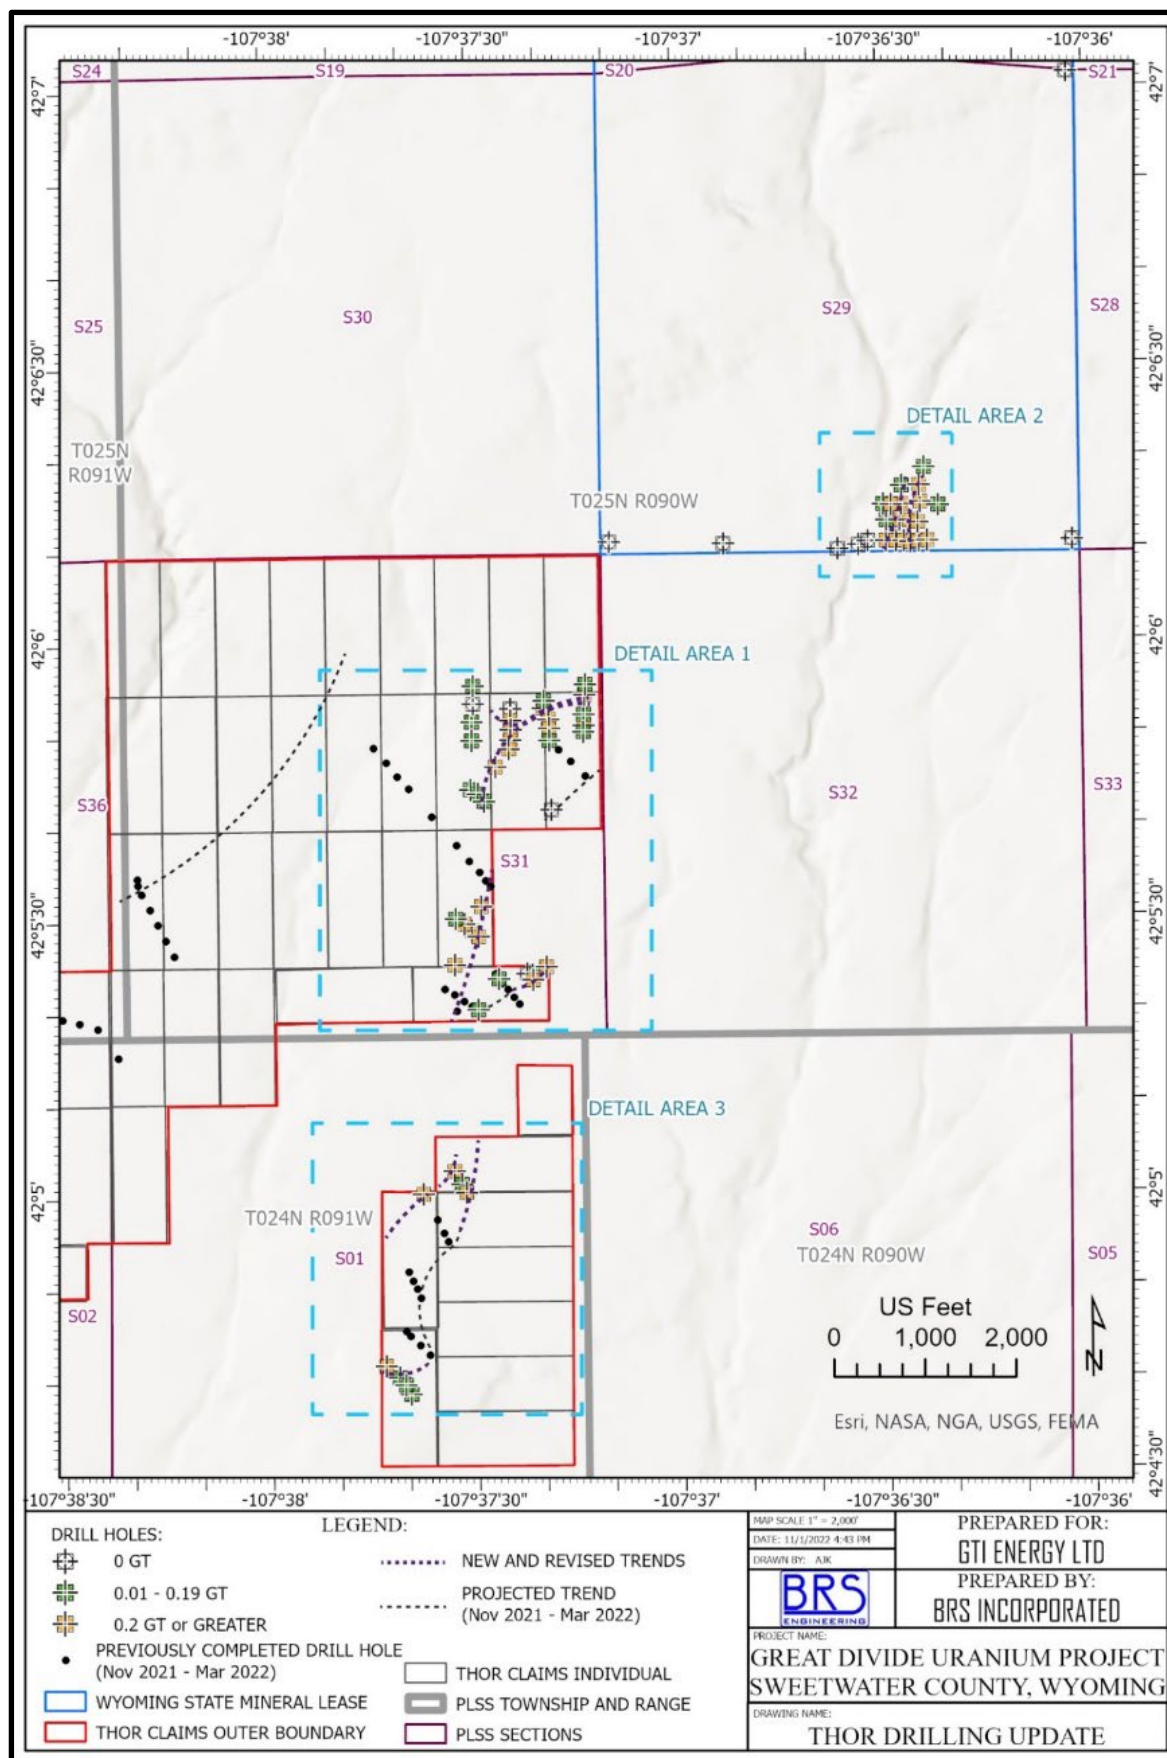 -107°38'
-107°37'30"
-107°37'
-107°36'30"
-107°36'
S24
S19
S20
S21
42°7'
42°7'
S29
S28
S30
S25
42°6'30"
42°6'30"
DETAIL AREA 2
T025N
R091W
T025N R090W
42°6'
42°6'
DETAIL AREA 1
S36
S32
S33
S31
42°5'30"
42°5'30"
DETAIL AREA 3
42°5'
42°5'
T024N R091W
S01
S06
T024N R090W
S05
S02
US Feet
0 1,000 2,000
N
Esri, NASA, NGA, USGS, FEMA
42°4'30"
-107°38'30"
-107°38'
-107°37'30"
-107°37'
-107°36'30"
-107°36'
LEGEND:
DRILL HOLES:
0 GT
0.01 - 0.19 GT
0.2 GT or GREATER
PREVIOUSLY COMPLETED DRILL HOLE
(Nov 2021 - Mar 2022)
WYOMING STATE MINERAL LEASE
THOR CLAIMS OUTER BOUNDARY
NEW AND REVISED TRENDS
PROJECTED TREND
(Nov 2021 - Mar 2022)
THOR CLAIMS INDIVIDUAL
PLSS TOWNSHIP AND RANGE
PLSS SECTIONS
MAP SCALE 1" = 2,000'
DATE: 11/1/2022 4:43 PM
DRAWN BY: AJK
BRS
ENGINEERING
PREPARED FOR:
GTI ENERGY LTD
PREPARED BY:
BRS INCORPORATED
PROJECT NAME:
GREAT DIVIDE URANIUM PROJECT
SWEETWATER COUNTY, WYOMING
DRAWING NAME:
THOR DRILLING UPDATE